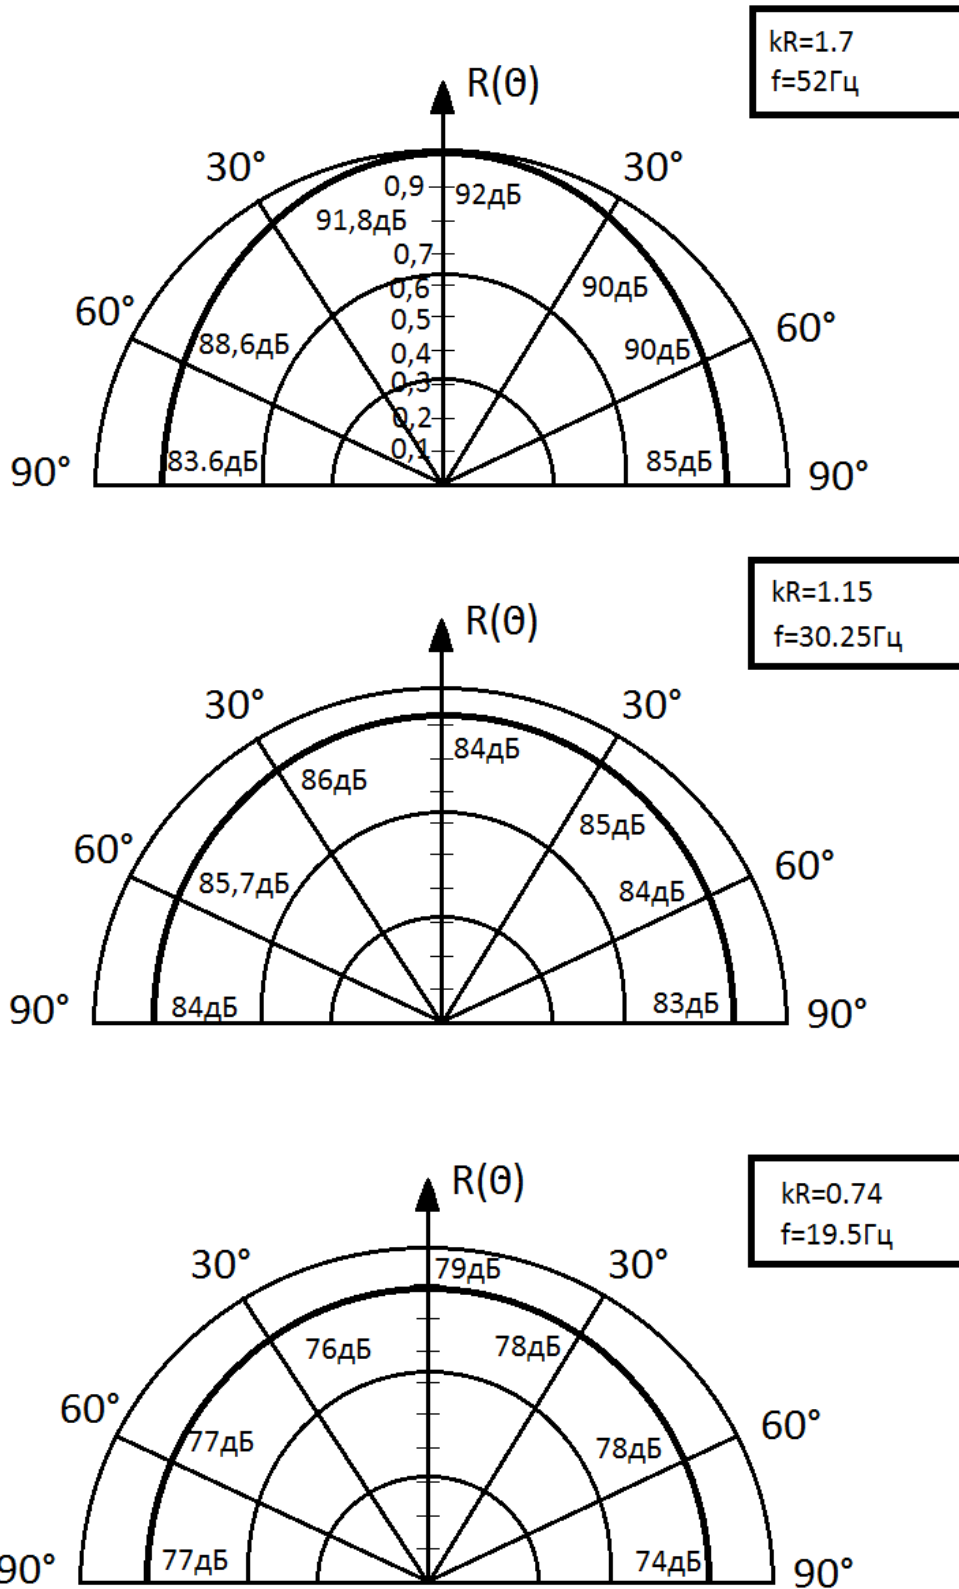 kR=1.7
f=52Гц
R(θ)
30°
30°
0,9
92дБ
91,8дБ
0,7
0,6
90дБ
60°
60°
0,5
88,6дБ
0,4
90дБ
0,3
0,2
0,1
90°
83.6дБ
85дБ
90°
kR=1.15
f=30.25Гц
R(θ)
30°
30°
84дБ
86дБ
85дБ
60°
60°
85,7дБ
84дБ
90°
84дБ
83дБ
90°
kR=0.74
f=19.5Гц
R(θ)
30°
30°
79дБ
76дБ
78дБ
60°
60°
77дБ
78дБ
90°
77дБ
74дБ
90°